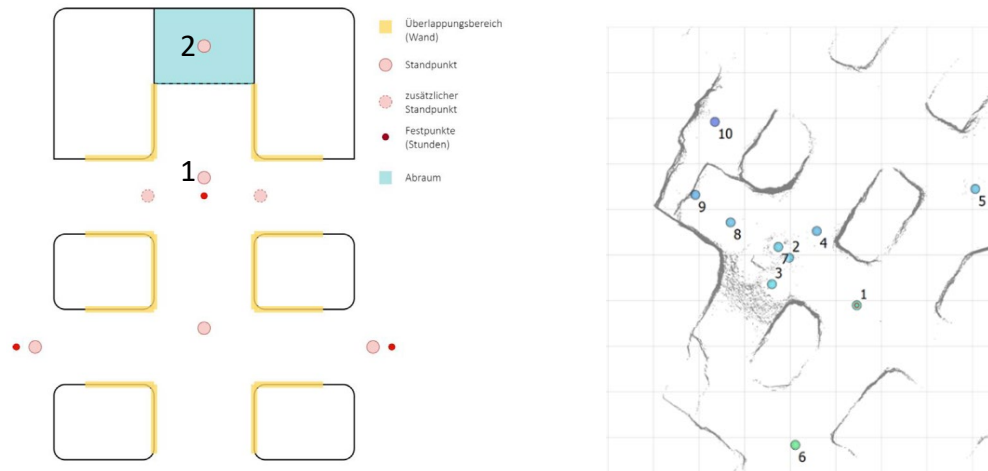 2
1
Überlappungsbereich
(Wand)
Standpunkt
zusätzlicher
Standpunkt
Festpunkte
(Stunden)
Abraum
10
9
8
5
4
2
7
3
1
6